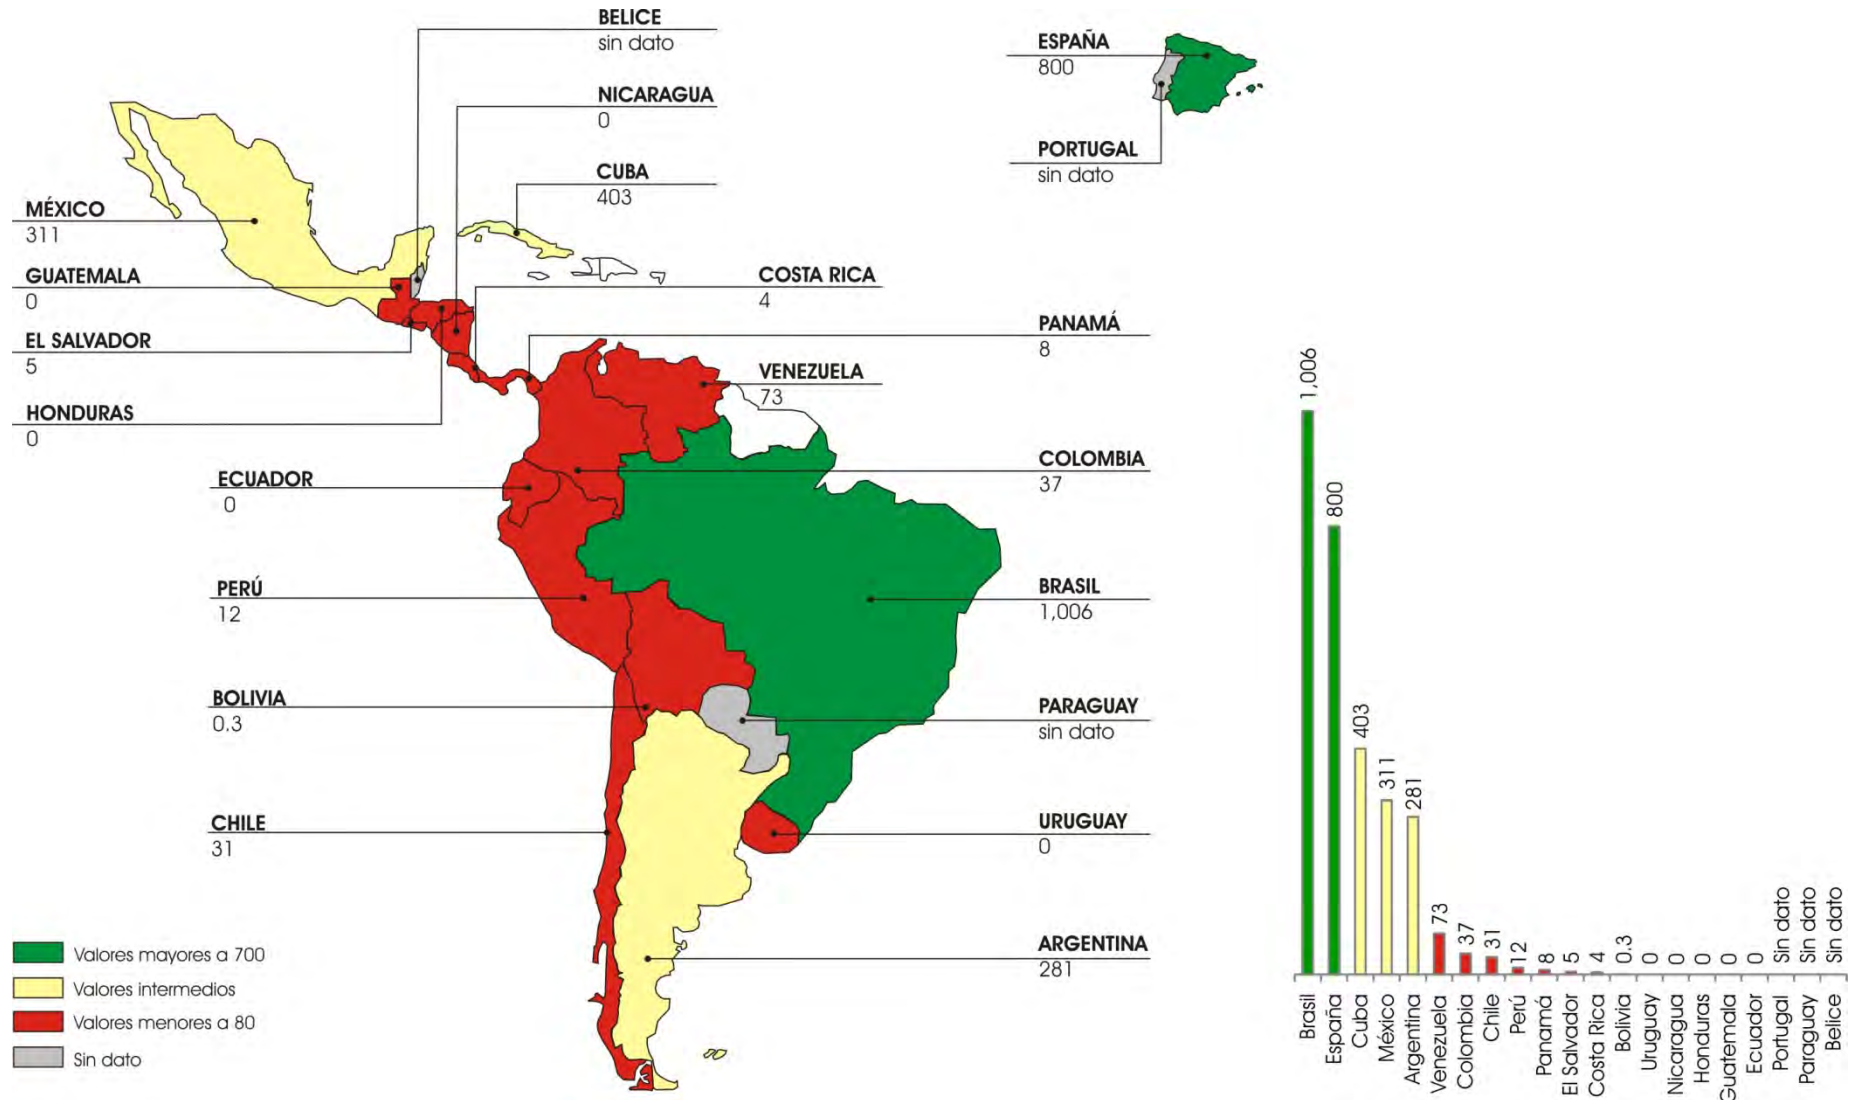 BELICE
sin dato
NICARAGUA
0
CUBA
403
ESPAÑA
800
PORTUGAL
sin dato
MÉXICO
311
GUATEMALA
0
EL SALVADOR
5
HONDURAS
0
COSTA RICA
4
PANAMÁ
8
VENEZUELA
73
COLOMBIA
37
ECUADOR
0
PERÚ
12
BRASIL
1,006
BOLIVIA
0.3
PARAGUAY
sin dato
CHILE
31
URUGUAY
0
ARGENTINA
281
Valores mayores a 700
Valores intermedios
Valores menores a 80
Sin dato
1,006
800
403
311
281
73
37
31
12
8
5
4
0.3
0
0
0
0
0
Sin dato
Sin dato
Sin dato
Brasil
España
Cuba
México
Argentina
Venezuela
Colombia
Chile
Perú
Panamá
El Salvador
Costa Rica
Bolivia
Uruguay
Nicaragua
Honduras
Guatemala
Ecuador
Portugal
Paraguay
Belice